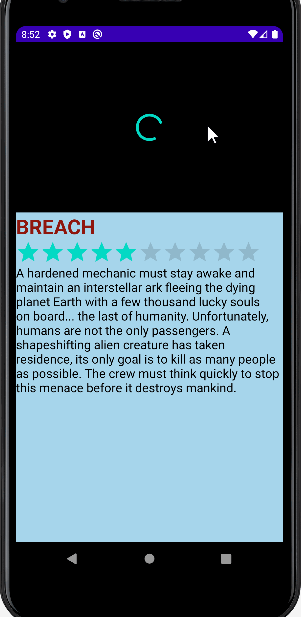 8:52
BREACH
A hardened mechanic must stay awake and
maintain an interstellar ark fleeing the dying
planet Earth with a few thousand lucky souls
on board... the last of humanity. Unfortunately,
humans are not the only passengers. A
shapeshifting alien creature has taken
residence, its only goal is to kill as many people
as possible. The crew must think quickly to stop
this menace before it destroys mankind.